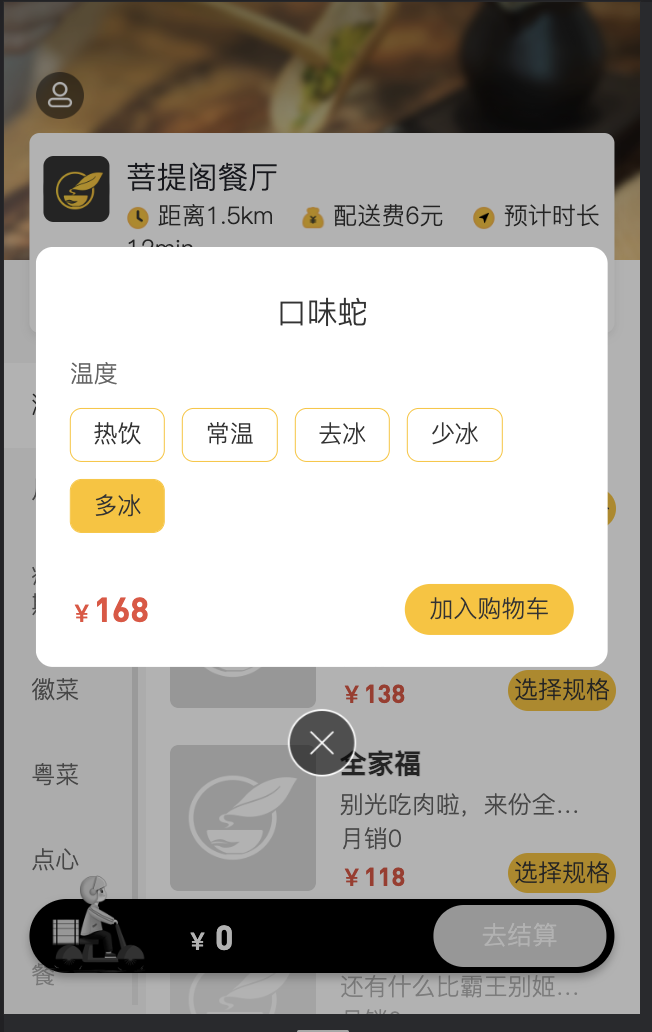 菩提阁餐厅
距离1.5km 配送费6元 预计时长
12min
口味蛇
温度
热饮 常温 去冰 少冰
多冰
¥168 加入购物车
徽菜
¥138 选择规格
粤菜
全家福
别光吃肉啦，来份全...
月销0
点心
¥118 选择规格
¥0 去结算
餐
还有什么比霸王别姬...
月销0